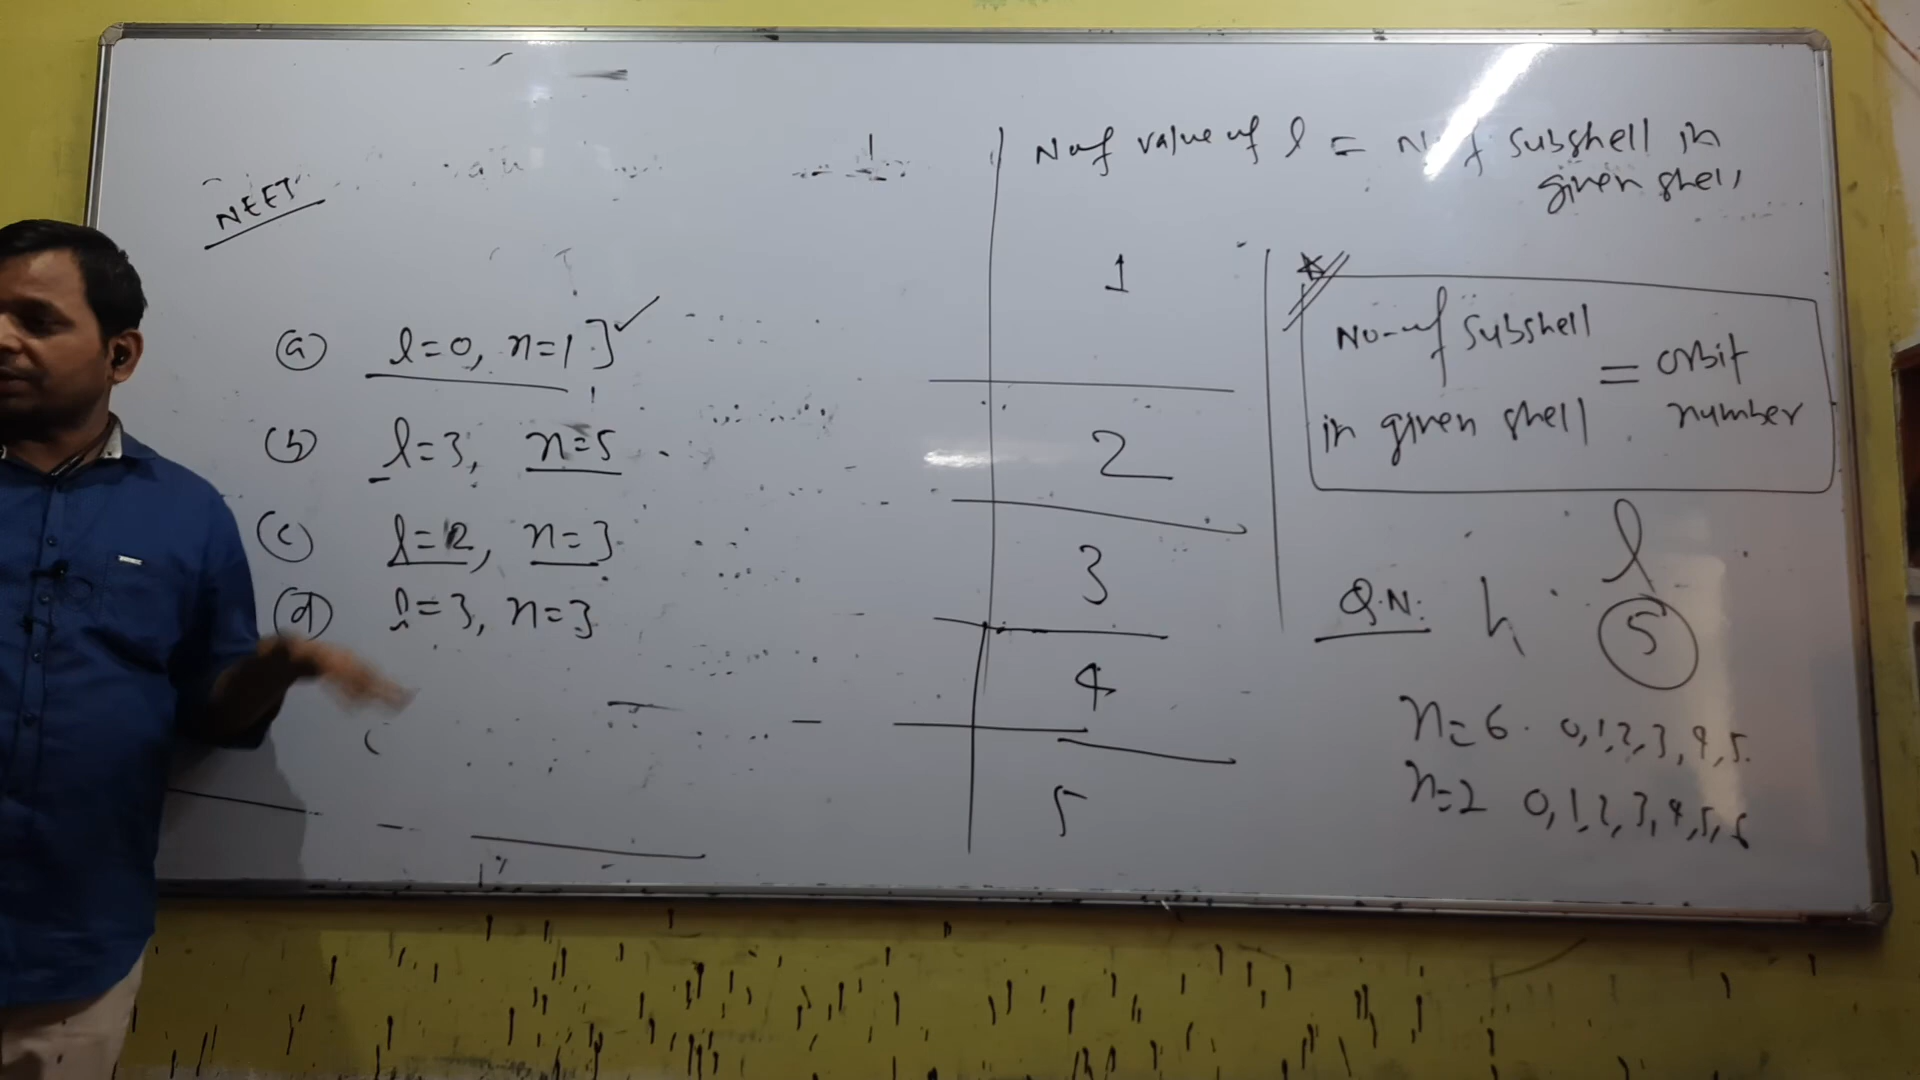 NEET
(a) l=0, n=1] ✓
(b) l=3, n=5
(c) l=2, n=3
(d) l=3, n=3
No of value of l = No of subshell in
given shell
1
2
3
4
5
No-of subshell
in given shell = orbit
number
Q.N:
l
5
n=6. 0,1,2,3,4,5.
n=2 0,1,2,3,4,5,6